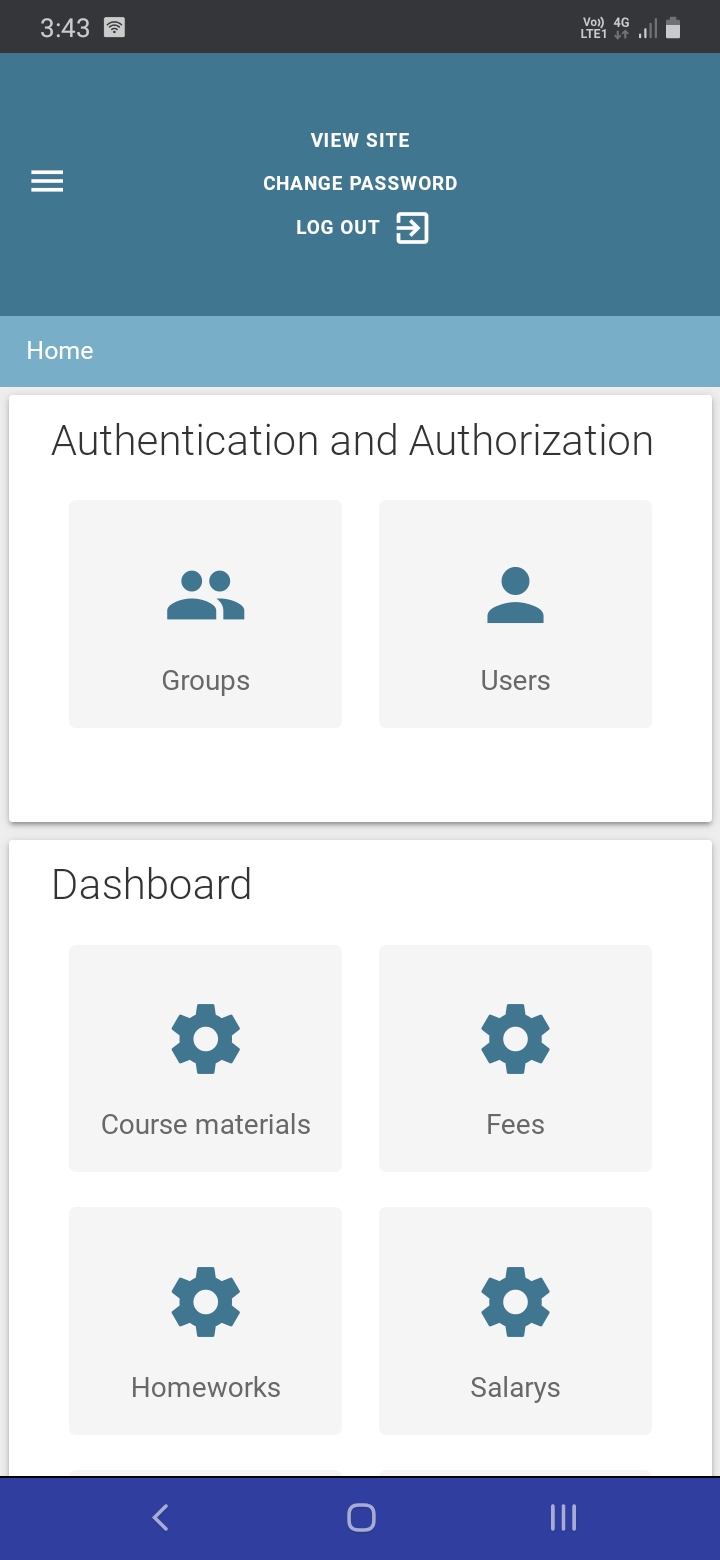 3:43
Vo)) 4G
LTE1
VIEW SITE
CHANGE PASSWORD
LOG OUT
Home
Authentication and Authorization
Groups
Users
Dashboard
Course materials
Fees
Homeworks
Salarys